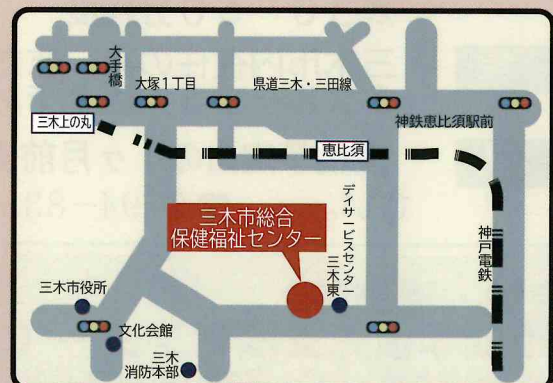 大手橋
大塚1丁目
県道三木・三田線
三木上の丸
恵比須
神鉄恵比須駅前
三木市総合
保健福祉センター
デイサービスセンター
三木東
神戸電鉄
三木市役所
文化会館
三木
消防本部